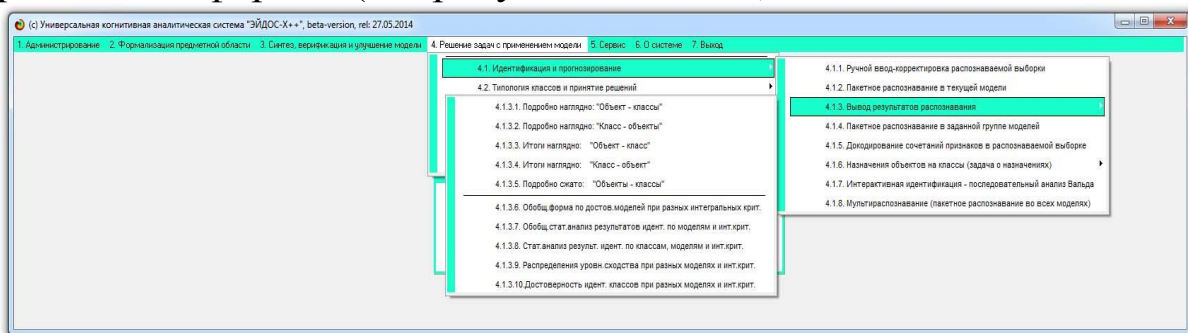 (с) Универсальная когнитивная аналитическая система "ЭЙДОС-Х++", beta-version, rel: 27.05.2014
1. Администрирование 2. Формализация предметной области 3. Синтез, верификация и улучшение модели 4. Решение задач с применением модели 5. Сервис 6. О системе 7. Выход
4.1. Идентификация и прогнозирование
4.2. Типология классов и принятие решений
4.1.3.1. Подробно наглядно: "Объект - классы"
4.1.3.2. Подробно наглядно: "Класс - объекты"
4.1.3.3. Итоги наглядно: "Объект - класс"
4.1.3.4. Итоги наглядно: "Класс - объект"
4.1.3.5. Подробно сжато: "Объекты - классы"
4.1.3.6. Обобщ.форма по достов.моделей при разных интегральных крит.
4.1.3.7. Обобщ.стат.анализ результатов идент. по моделям и инт.крит.
4.1.3.8. Стат.анализ результ. идент. по классам, моделям и инт.крит.
4.1.3.9. Распределения уровн.сходства при разных моделях и инт.крит.
4.1.3.10.Достоверность идент. классов при разных моделях и инт.крит.
4.1.1. Ручной ввод-корректировка распознаваемой выборки
4.1.2. Пакетное распознавание в текущей модели
4.1.3. Вывод результатов распознавания
4.1.4. Пакетное распознавание в заданной группе моделей
4.1.5. Докодирование сочетаний признаков в распознаваемой выборке
4.1.6. Назначения объектов на классы (задача о назначениях)
4.1.7. Интерактивная идентификация - последовательный анализ Вальда
4.1.8. Мультираспознавание (пакетное распознавание во всех моделях)